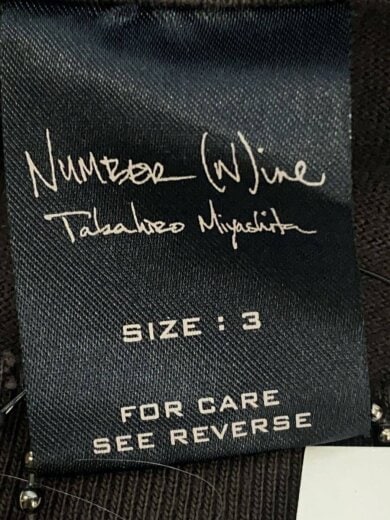 NUMBER (N)ine
Takahiro Miyashita
SIZE : 3
FOR CARE
SEE REVERSE